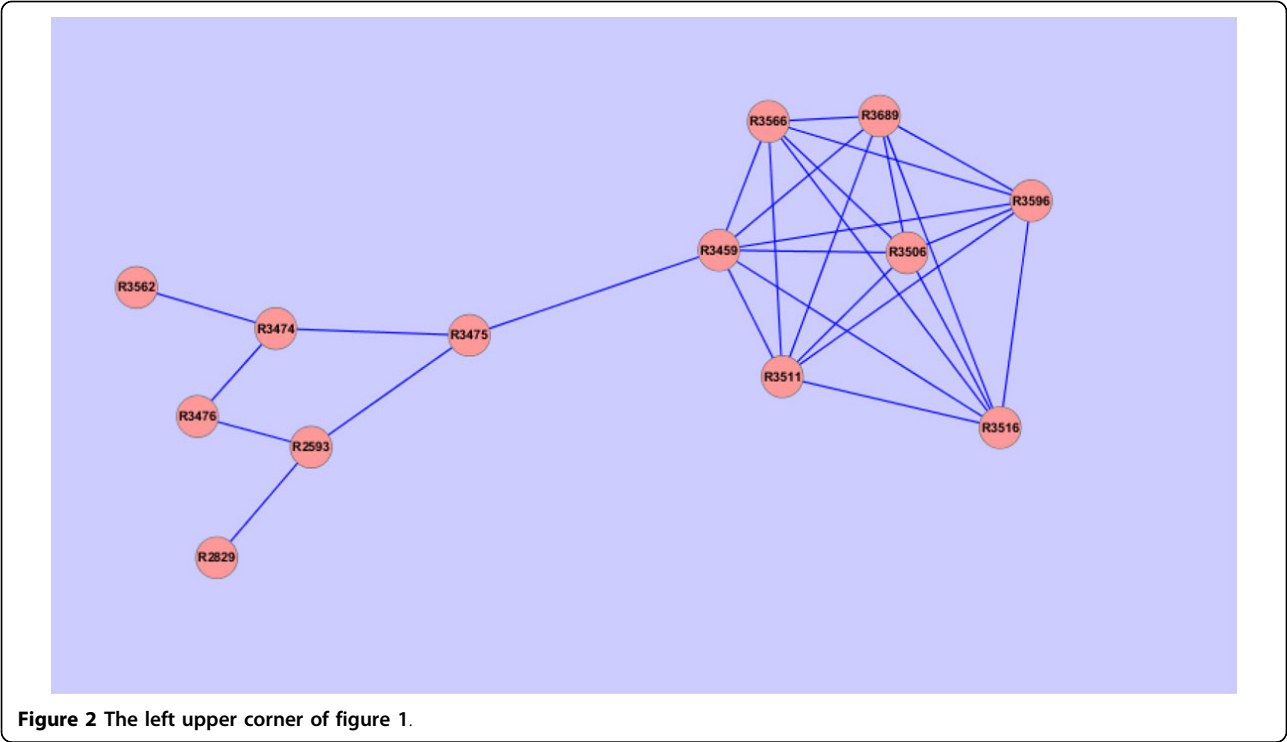 R3566
R3689
R3596
R3459
R3506
R3562
R3474
R3475
R3511
R3476
R3516
R2593
R2829
Figure 2 The left upper corner of figure 1.